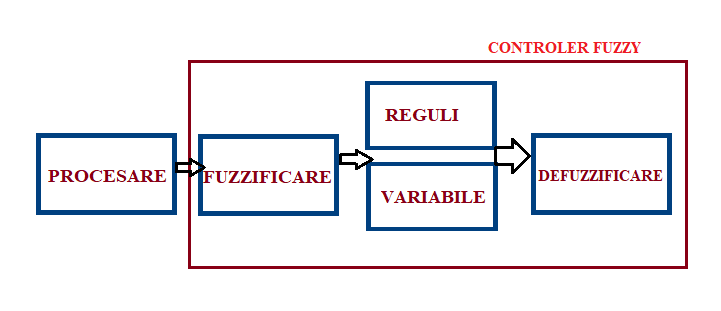 CONTROLER FUZZY
PROCESARE
FUZZIFICARE
REGULI
VARIABILE
DEFUZZIFICARE